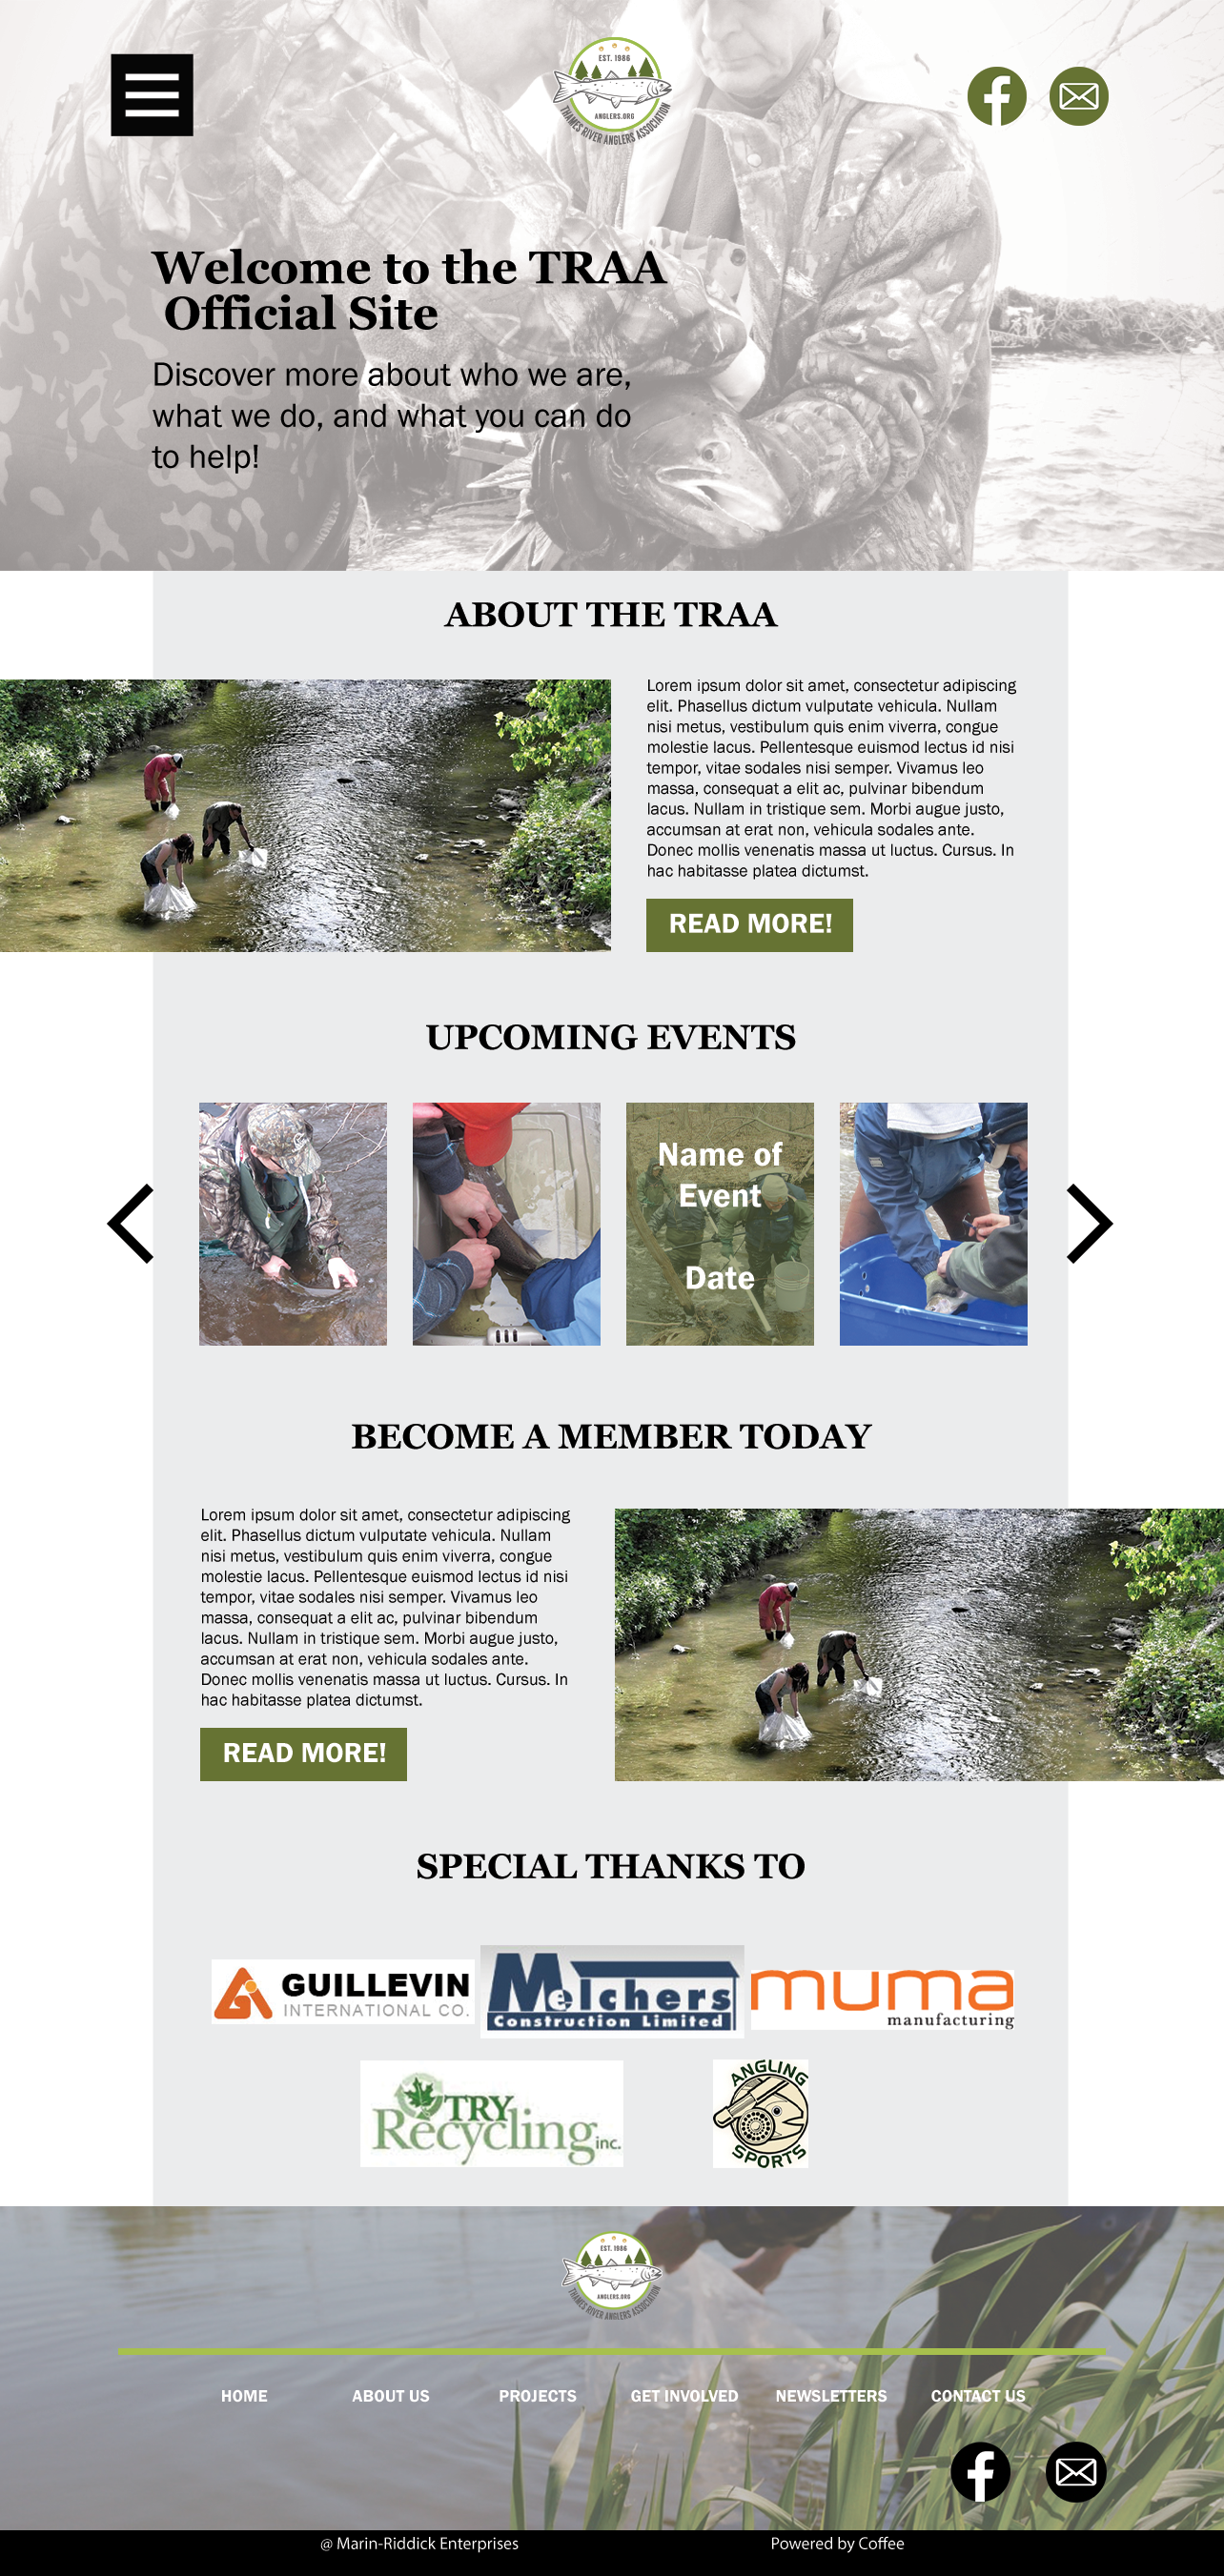 EST. 1986
ANGLERS.ORG
THAMES RIVER ANGLERS ASSOCIATION
Welcome to the TRAA
Official Site
Discover more about who we are,
what we do, and what you can do
to help!
ABOUT THE TRAA
Lorem ipsum dolor sit amet, consectetur adipiscing
elit. Phasellus dictum vulputate vehicula. Nullam
nisi metus, vestibulum quis enim viverra, congue
molestie lacus. Pellentesque euismod lectus id nisi
tempor, vitae sodales nisi semper. Vivamus leo
massa, consequat a elit ac, pulvinar bibendum
lacus. Nullam in tristique sem. Morbi augue justo,
accumsan at erat non, vehicula sodales ante.
Donec mollis venenatis massa ut luctus. Cursus. In
hac habitasse platea dictumst.
READ MORE!
UPCOMING EVENTS
Name of
Event
Date
BECOME A MEMBER TODAY
Lorem ipsum dolor sit amet, consectetur adipiscing
elit. Phasellus dictum vulputate vehicula. Nullam
nisi metus, vestibulum quis enim viverra, congue
molestie lacus. Pellentesque euismod lectus id nisi
tempor, vitae sodales nisi semper. Vivamus leo
massa, consequat a elit ac, pulvinar bibendum
lacus. Nullam in tristique sem. Morbi augue justo,
accumsan at erat non, vehicula sodales ante.
Donec mollis venenatis massa ut luctus. Cursus. In
hac habitasse platea dictumst.
READ MORE!
SPECIAL THANKS TO
GUILLEVIN
INTERNATIONAL CO.
Melchers
Construction Limited
muma
manufacturing
TRY
Recycling inc.
ANGLING
SPORTS
EST. 1986
ANGLERS.ORG
THAMES RIVER ANGLERS ASSOCIATION
HOME ABOUT US PROJECTS GET INVOLVED NEWSLETTERS CONTACT US
@ Marin-Riddick Enterprises Powered by Coffee